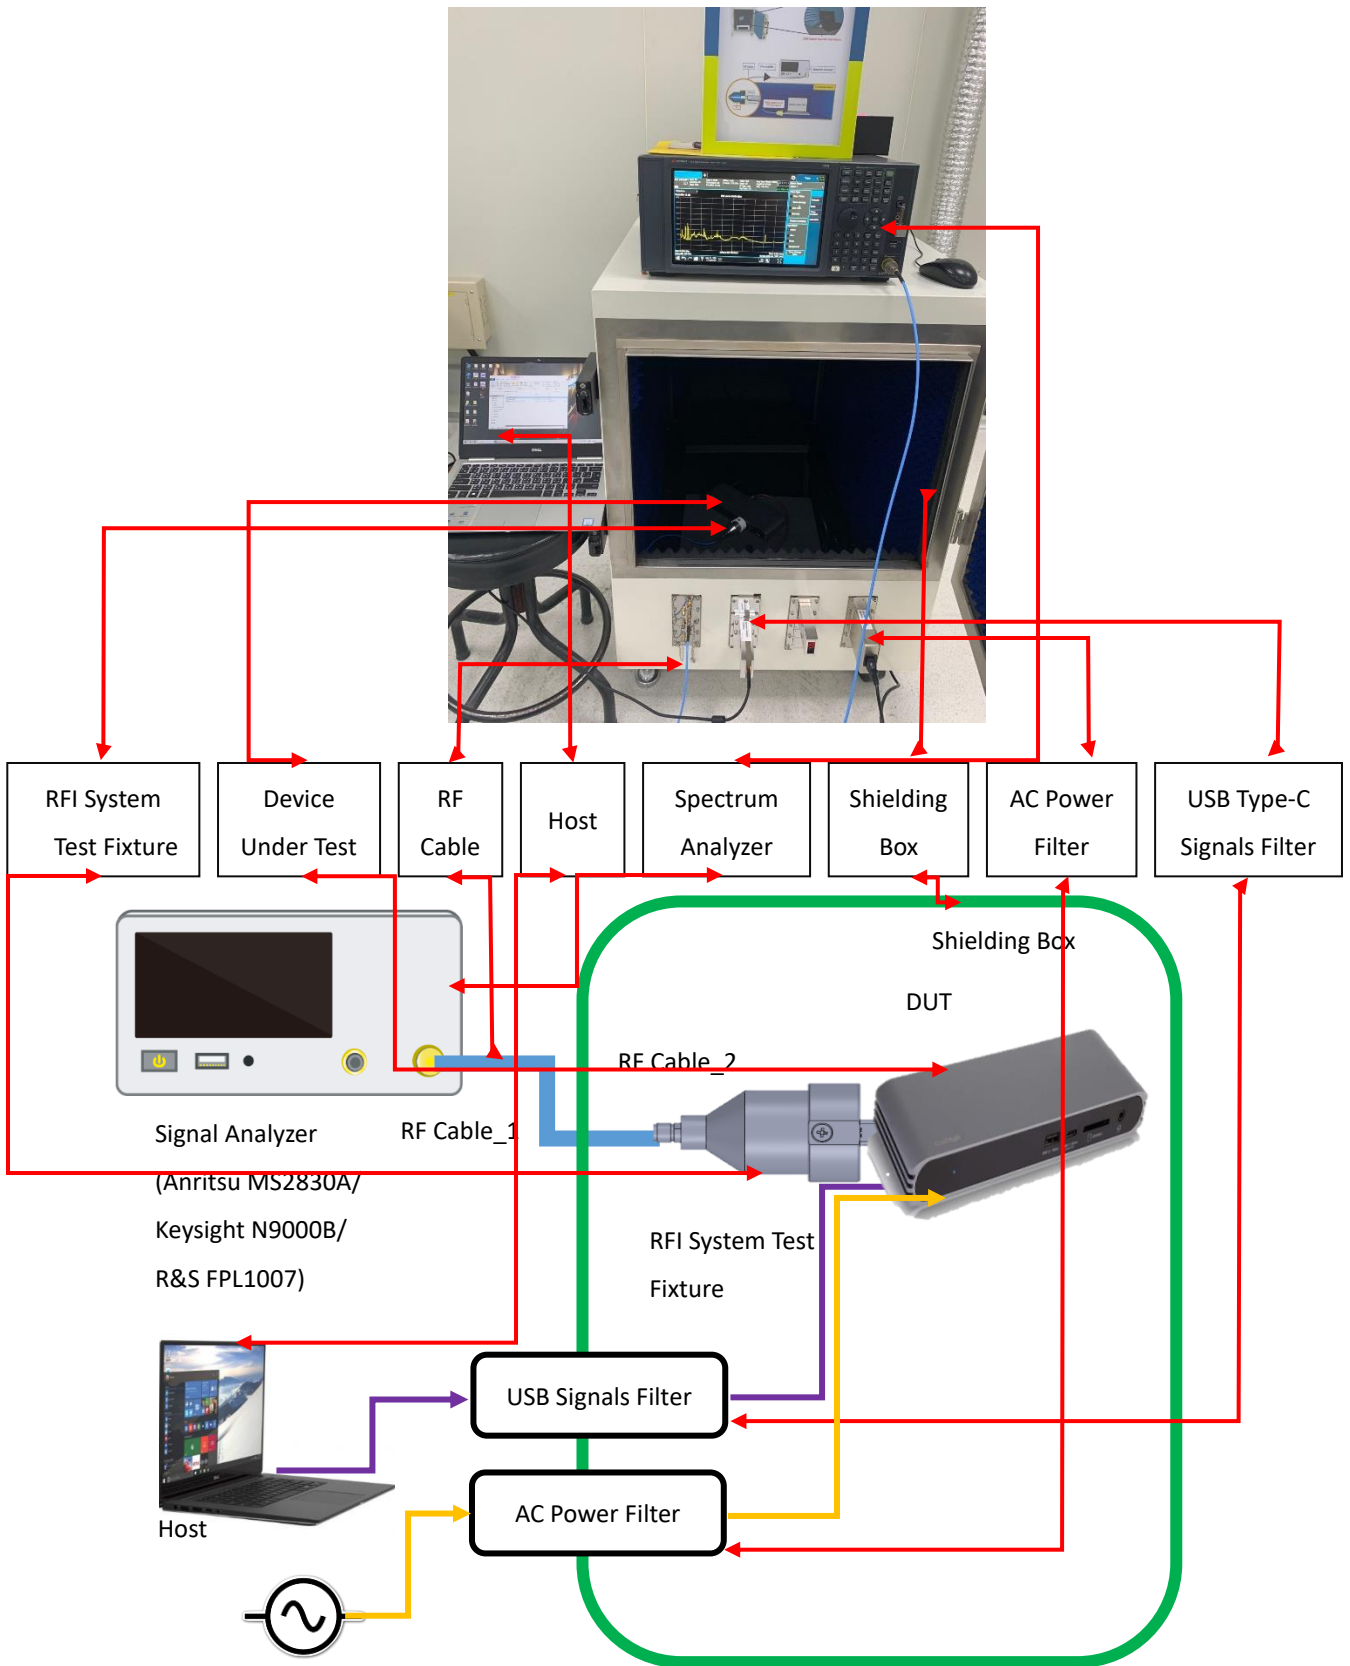 RFI System
Test Fixture
Device
Under Test
RF
Cable
Host
Spectrum
Analyzer
Shielding
Box
AC Power
Filter
USB Type-C
Signals Filter
Shielding Box
DUT
RF Cable_2
RF Cable_1
Signal Analyzer
(Anritsu MS2830A/
Keysight N9000B/
R&S FPL1007)
RFI System Test
Fixture
USB Signals Filter
AC Power Filter
Host